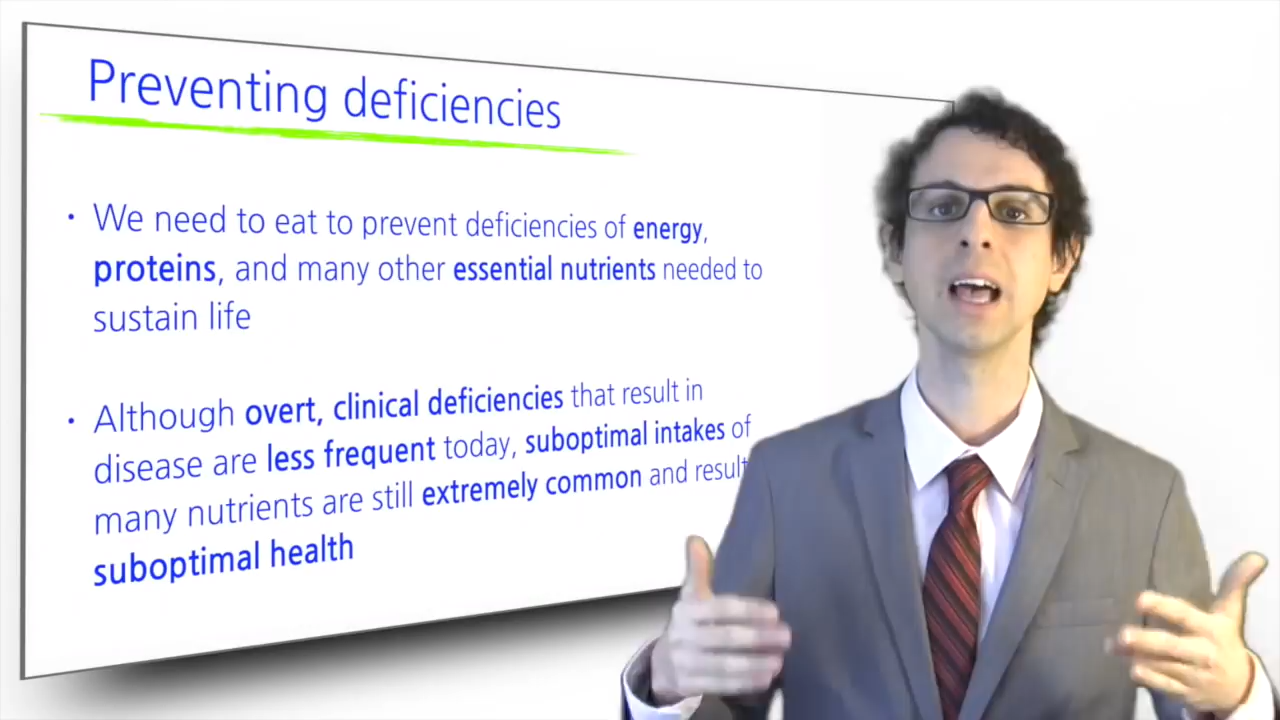 Preventing deficiencies
• We need to eat to prevent deficiencies of energy,
proteins, and many other essential nutrients needed to
sustain life
• Although overt, clinical deficiencies that result in
disease are less frequent today, suboptimal intakes of
many nutrients are still extremely common and result
suboptimal health